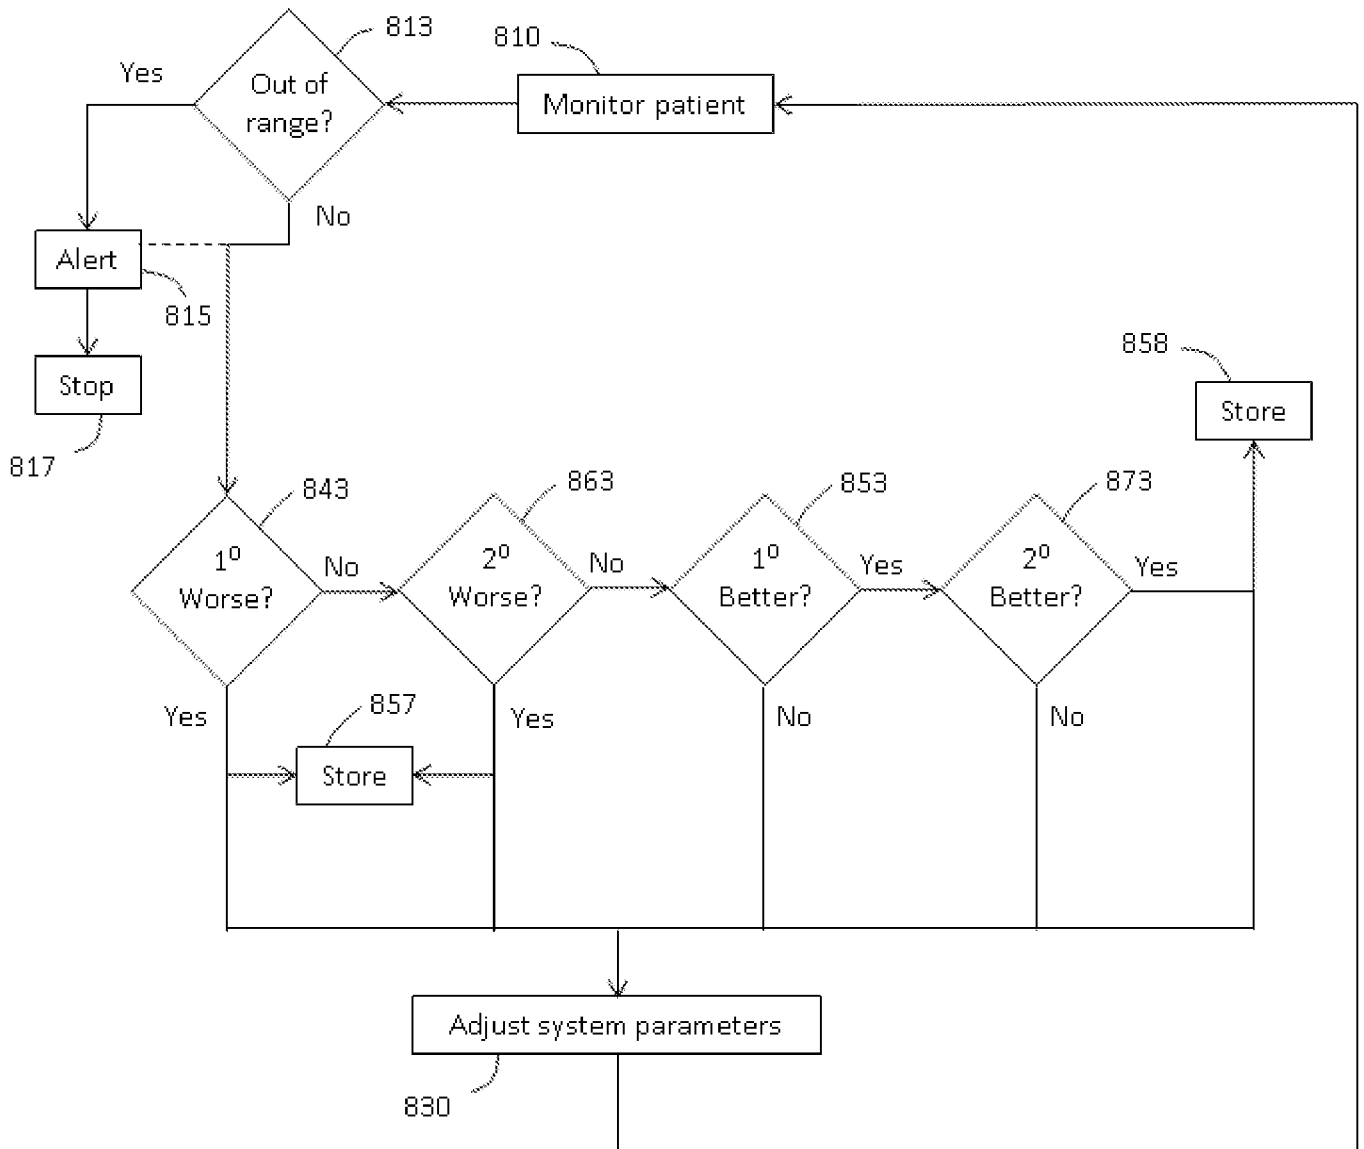 813
810
Yes
Out of
range?
Monitor patient
No
Alert
815
858
Stop
Store
817
843
863
853
873
1⁰
Worse?
No
2⁰
Worse?
No
1⁰
Better?
Yes
2⁰
Better?
Yes
Yes
857
Yes
No
No
Store
Adjust system parameters
830